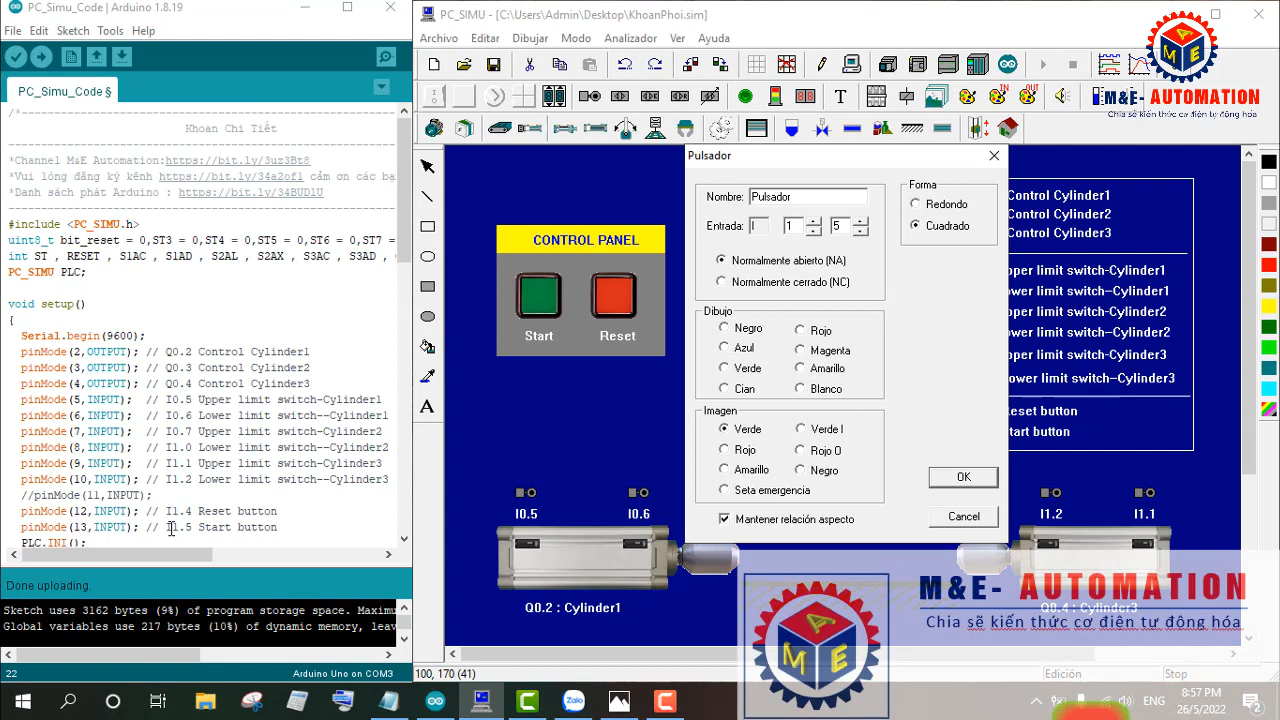 PC_Simu_Code | Arduino 1.8.19
File Edit Sketch Tools Help
PC_Simu_Code §
/*----------------------------------------------------
Khoan Chi Tiết
----------------------------------------------------
*Channel M&E Automation:https://bit.ly/3uz3Bt8
*Vui lòng đăng ký kênh https://bit.ly/34a2of1 cảm ơn các bạ
*Danh sách phát Arduino : https://bit.ly/34BUD1U
----------------------------------------------------
#include <PC_SIMU.h>
uint8_t bit_reset = 0,ST3 = 0,ST4 = 0,ST5 = 0,ST6 = 0,ST7 =
int ST , RESET , S1AC , S1AD , S2AL , S2AX , S3AC , S3AD ,
PC_SIMU PLC;
void setup()
{
Serial.begin(9600);
pinMode(2,OUTPUT); // Q0.2 Control Cylinder1
pinMode(3,OUTPUT); // Q0.3 Control Cylinder2
pinMode(4,OUTPUT); // Q0.4 Control Cylinder3
pinMode(5,INPUT); // I0.5 Upper limit switch-Cylinder1
pinMode(6,INPUT); // I0.6 Lower limit switch--Cylinder1
pinMode(7,INPUT); // I0.7 Upper limit switch-Cylinder2
pinMode(8,INPUT); // I1.0 Lower limit switch--Cylinder2
pinMode(9,INPUT); // I1.1 Upper limit switch-Cylinder3
pinMode(10,INPUT); // I1.2 Lower limit switch--Cylinder3
//pinMode(11,INPUT);
pinMode(12,INPUT); // I1.4 Reset button
pinMode(13,INPUT); // I1.5 Start button
PLC.INI();
Done uploading.
Sketch uses 3162 bytes (9%) of program storage space. Maximu
Global variables use 217 bytes (10%) of dynamic memory, leav
22
Arduino Uno on COM3
PC_SIMU - [C:\Users\Admin\Desktop\KhoanPhoi.sim]
Archivo Editar Dibujar Modo Analizador Ver Ayuda
A M E
M&E- AUTOMATION
Chia sẽ kiến thức cơ điện tự động hóa
CONTROL PANEL
Start Reset
Pulsador
Nombre: Pulsador
Entrada: I 1 5
Normalmente abierto (NA)
Normalmente cerrado (NC)
Forma
Redondo
Cuadrado
Dibujo
Negro Rojo
Azul Magenta
Verde Amarillo
Cian Blanco
Imagen
Verde Verde I
Rojo Rojo O
Amarillo Negro
Seta emergencia
Mantener relación aspecto
OK
Cancel
Control Cylinder1
Control Cylinder2
Control Cylinder3
pper limit switch-Cylinder1
ower limit switch--Cylinder1
pper limit switch-Cylinder2
ower limit switch--Cylinder2
pper limit switch-Cylinder3
ower limit switch--Cylinder3
eset button
tart button
I0.5 I0.6 I1.2 I1.1
Q0.2 : Cylinder1
Q0.4 : Cylinder3
A M E
M&E- AUTOMATION
Chia sẽ kiến thức cơ điện tự động hóa
100, 170 (41)
Edición
Stop
Zalo
ENG
8:57 PM
26/5/2022
2